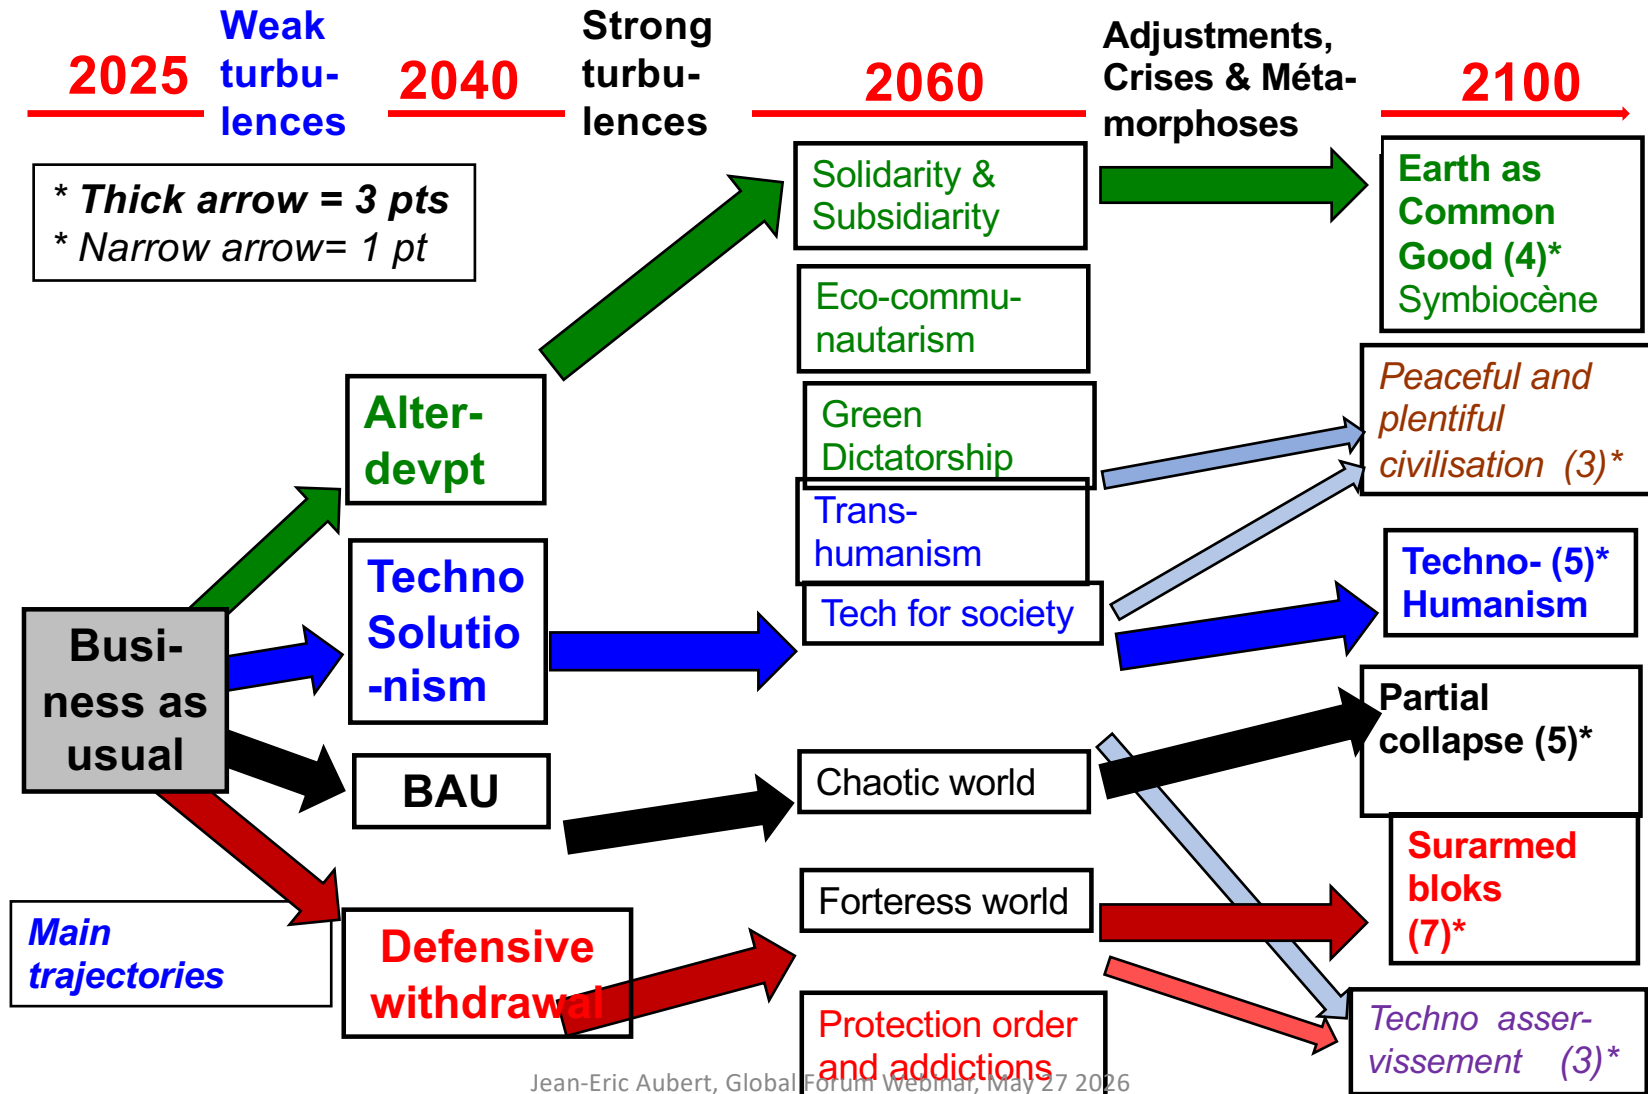 2025
Weak
turbu-
lences
2040
Strong
turbu-
lences
2060
Adjustments,
Crises & Méta-
morphoses
2100
* Thick arrow = 3 pts
* Narrow arrow= 1 pt
Busi-
ness as
usual
Main
trajectories
Alter-
devpt
Techno
Solutio
-nism
BAU
Defensive
withdrawal
Solidarity &
Subsidiarity
Eco-commu-
nautarism
Green
Dictatorship
Trans-
humanism
Tech for society
Chaotic world
Forteress world
Protection order
and addictions
Earth as
Common
Good (4)*
Symbiocène
Peaceful and
plentiful
civilisation (3)*
Techno- (5)*
Humanism
Partial
collapse (5)*
Surarmed
bloks
(7)*
Techno asser-
vissement (3)*
Jean-Eric Aubert, Global Forum Webinar, May 27 2026